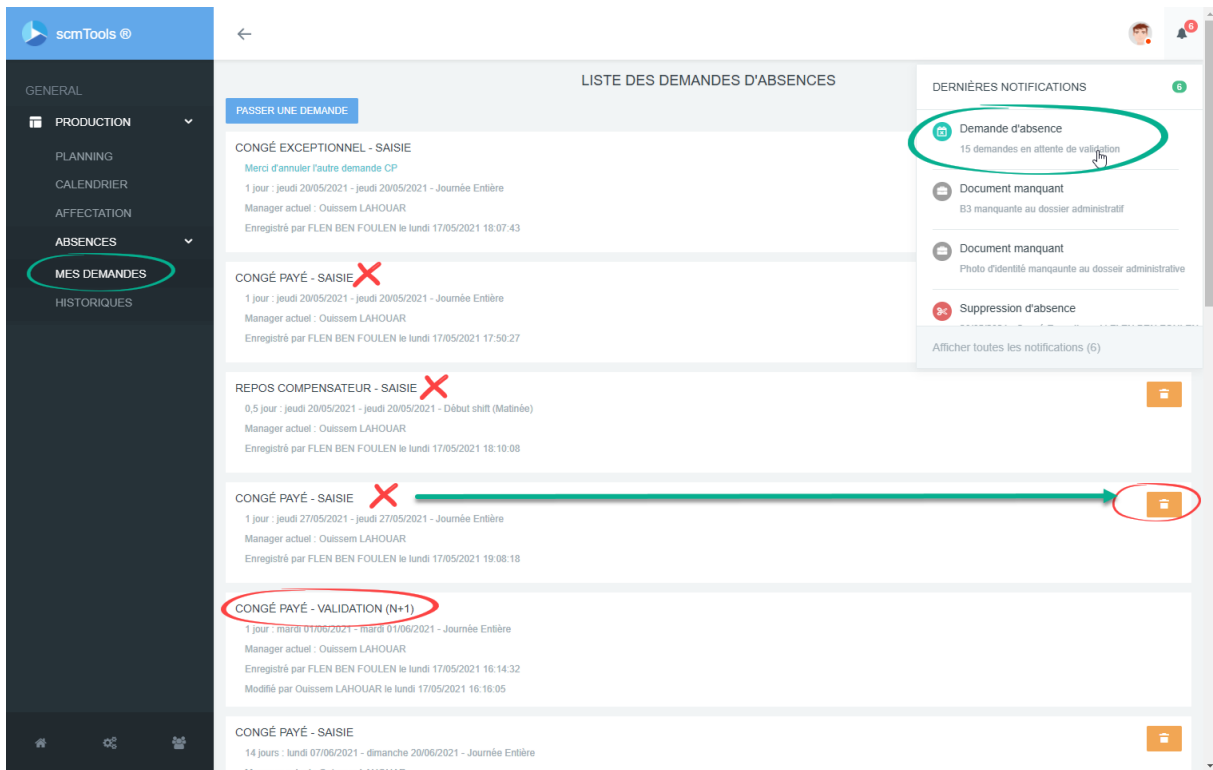 scmTools ®
6
GENERAL
PRODUCTION
PLANNING
CALENDRIER
AFFECTATION
ABSENCES
MES DEMANDES
HISTORIQUES
LISTE DES DEMANDES D'ABSENCES
PASSER UNE DEMANDE
CONGÉ EXCEPTIONNEL - SAISIE
Merci d'annuler l'autre demande CP
1 jour : jeudi 20/05/2021 - jeudi 20/05/2021 - Journée Entière
Manager actuel : Ouissem LAHOUAR
Enregistré par FLEN BEN FOULEN le lundi 17/05/2021 18:07:43
CONGÉ PAYÉ - SAISIE
1 jour : jeudi 20/05/2021 - jeudi 20/05/2021 - Journée Entière
Manager actuel : Ouissem LAHOUAR
Enregistré par FLEN BEN FOULEN le lundi 17/05/2021 17:50:27
REPOS COMPENSATEUR - SAISIE
0,5 jour : jeudi 20/05/2021 - jeudi 20/05/2021 - Début shift (Matinée)
Manager actuel : Ouissem LAHOUAR
Enregistré par FLEN BEN FOULEN le lundi 17/05/2021 18:10:08
CONGÉ PAYÉ - SAISIE
1 jour : jeudi 27/05/2021 - jeudi 27/05/2021 - Journée Entière
Manager actuel : Ouissem LAHOUAR
Enregistré par FLEN BEN FOULEN le lundi 17/05/2021 19:08:18
CONGÉ PAYÉ - VALIDATION (N+1)
1 jour : mardi 01/06/2021 - mardi 01/06/2021 - Journée Entière
Manager actuel : Ouissem LAHOUAR
Enregistré par FLEN BEN FOULEN le lundi 17/05/2021 16:14:32
Modifié par Ouissem LAHOUAR le lundi 17/05/2021 16:16:05
CONGÉ PAYÉ - SAISIE
14 jours : lundi 07/06/2021 - dimanche 20/06/2021 - Journée Entière
DERNIÈRES NOTIFICATIONS 6
Demande d'absence
15 demandes en attente de validation
Document manquant
B3 manquante au dossier administratif
Document manquant
Photo d'identité manqaunte au dosseir administrative
Suppression d'absence
Afficher toutes les notifications (6)